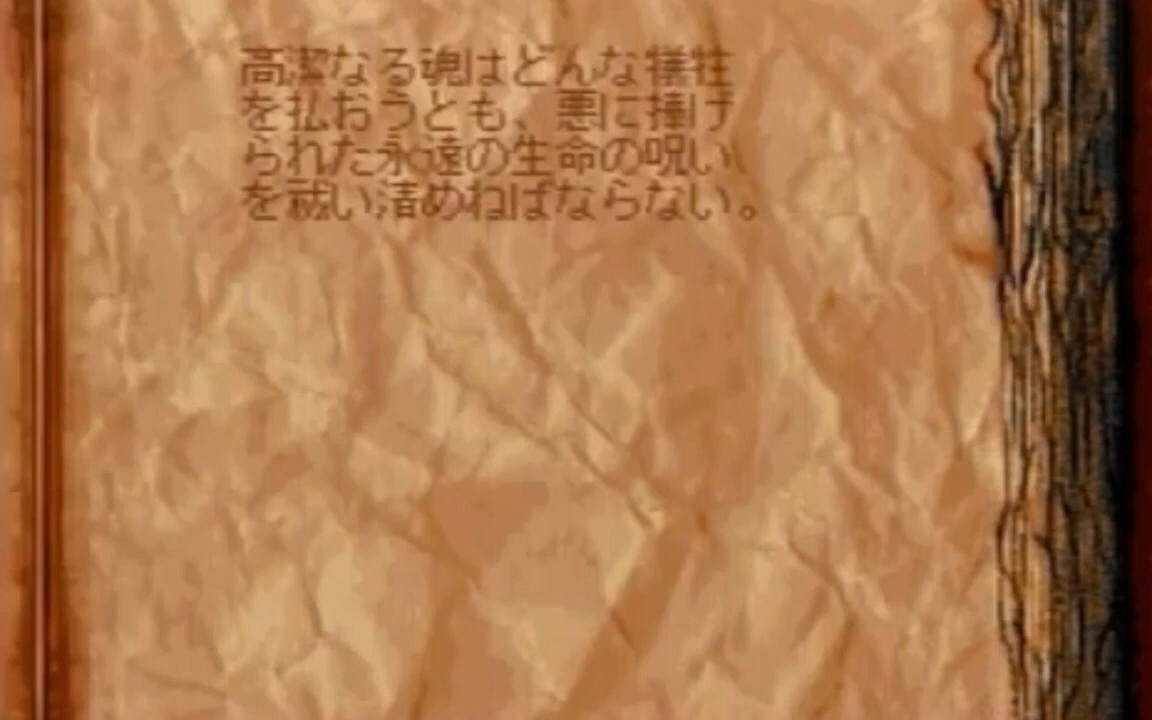 高潔なる魂はどんな犠牲
を払おうとも、悪に捧げ
られた永遠の生命の呪い
を祓い清めねばならない。